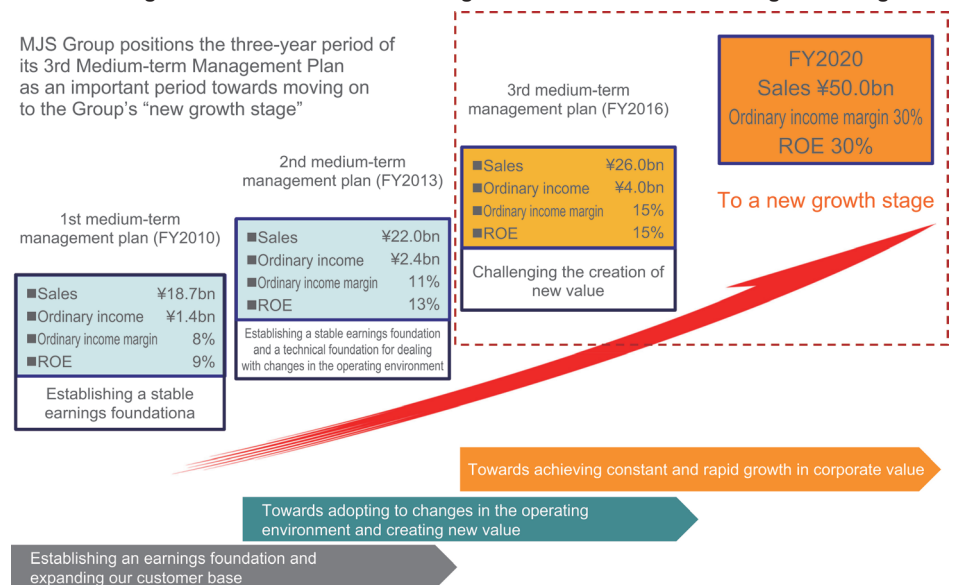 MJS Group positions the three-year period of
its 3rd Medium-term Management Plan
as an important period towards moving on
to the Group's “new growth stage”
1st medium-term
management plan (FY2010)
■Sales ¥18.7bn
■Ordinary income ¥1.4bn
■Ordinary income margin 8%
■ROE 9%
Establishing a stable
earnings foundationa
2nd medium-term
management plan (FY2013)
■Sales ¥22.0bn
■Ordinary income ¥2.4bn
■Ordinary income margin 11%
■ROE 13%
Establishing a stable earnings foundation
and a technical foundation for dealing
with changes in the operating environment
3rd medium-term
management plan (FY2016)
■Sales ¥26.0bn
■Ordinary income ¥4.0bn
■Ordinary income margin 15%
■ROE 15%
Challenging the creation of
new value
FY2020
Sales ¥50.0bn
Ordinary income margin 30%
ROE 30%
To a new growth stage
Towards achieving constant and rapid growth in corporate value
Towards adopting to changes in the operating
environment and creating new value
Establishing an earnings foundation and
expanding our customer base